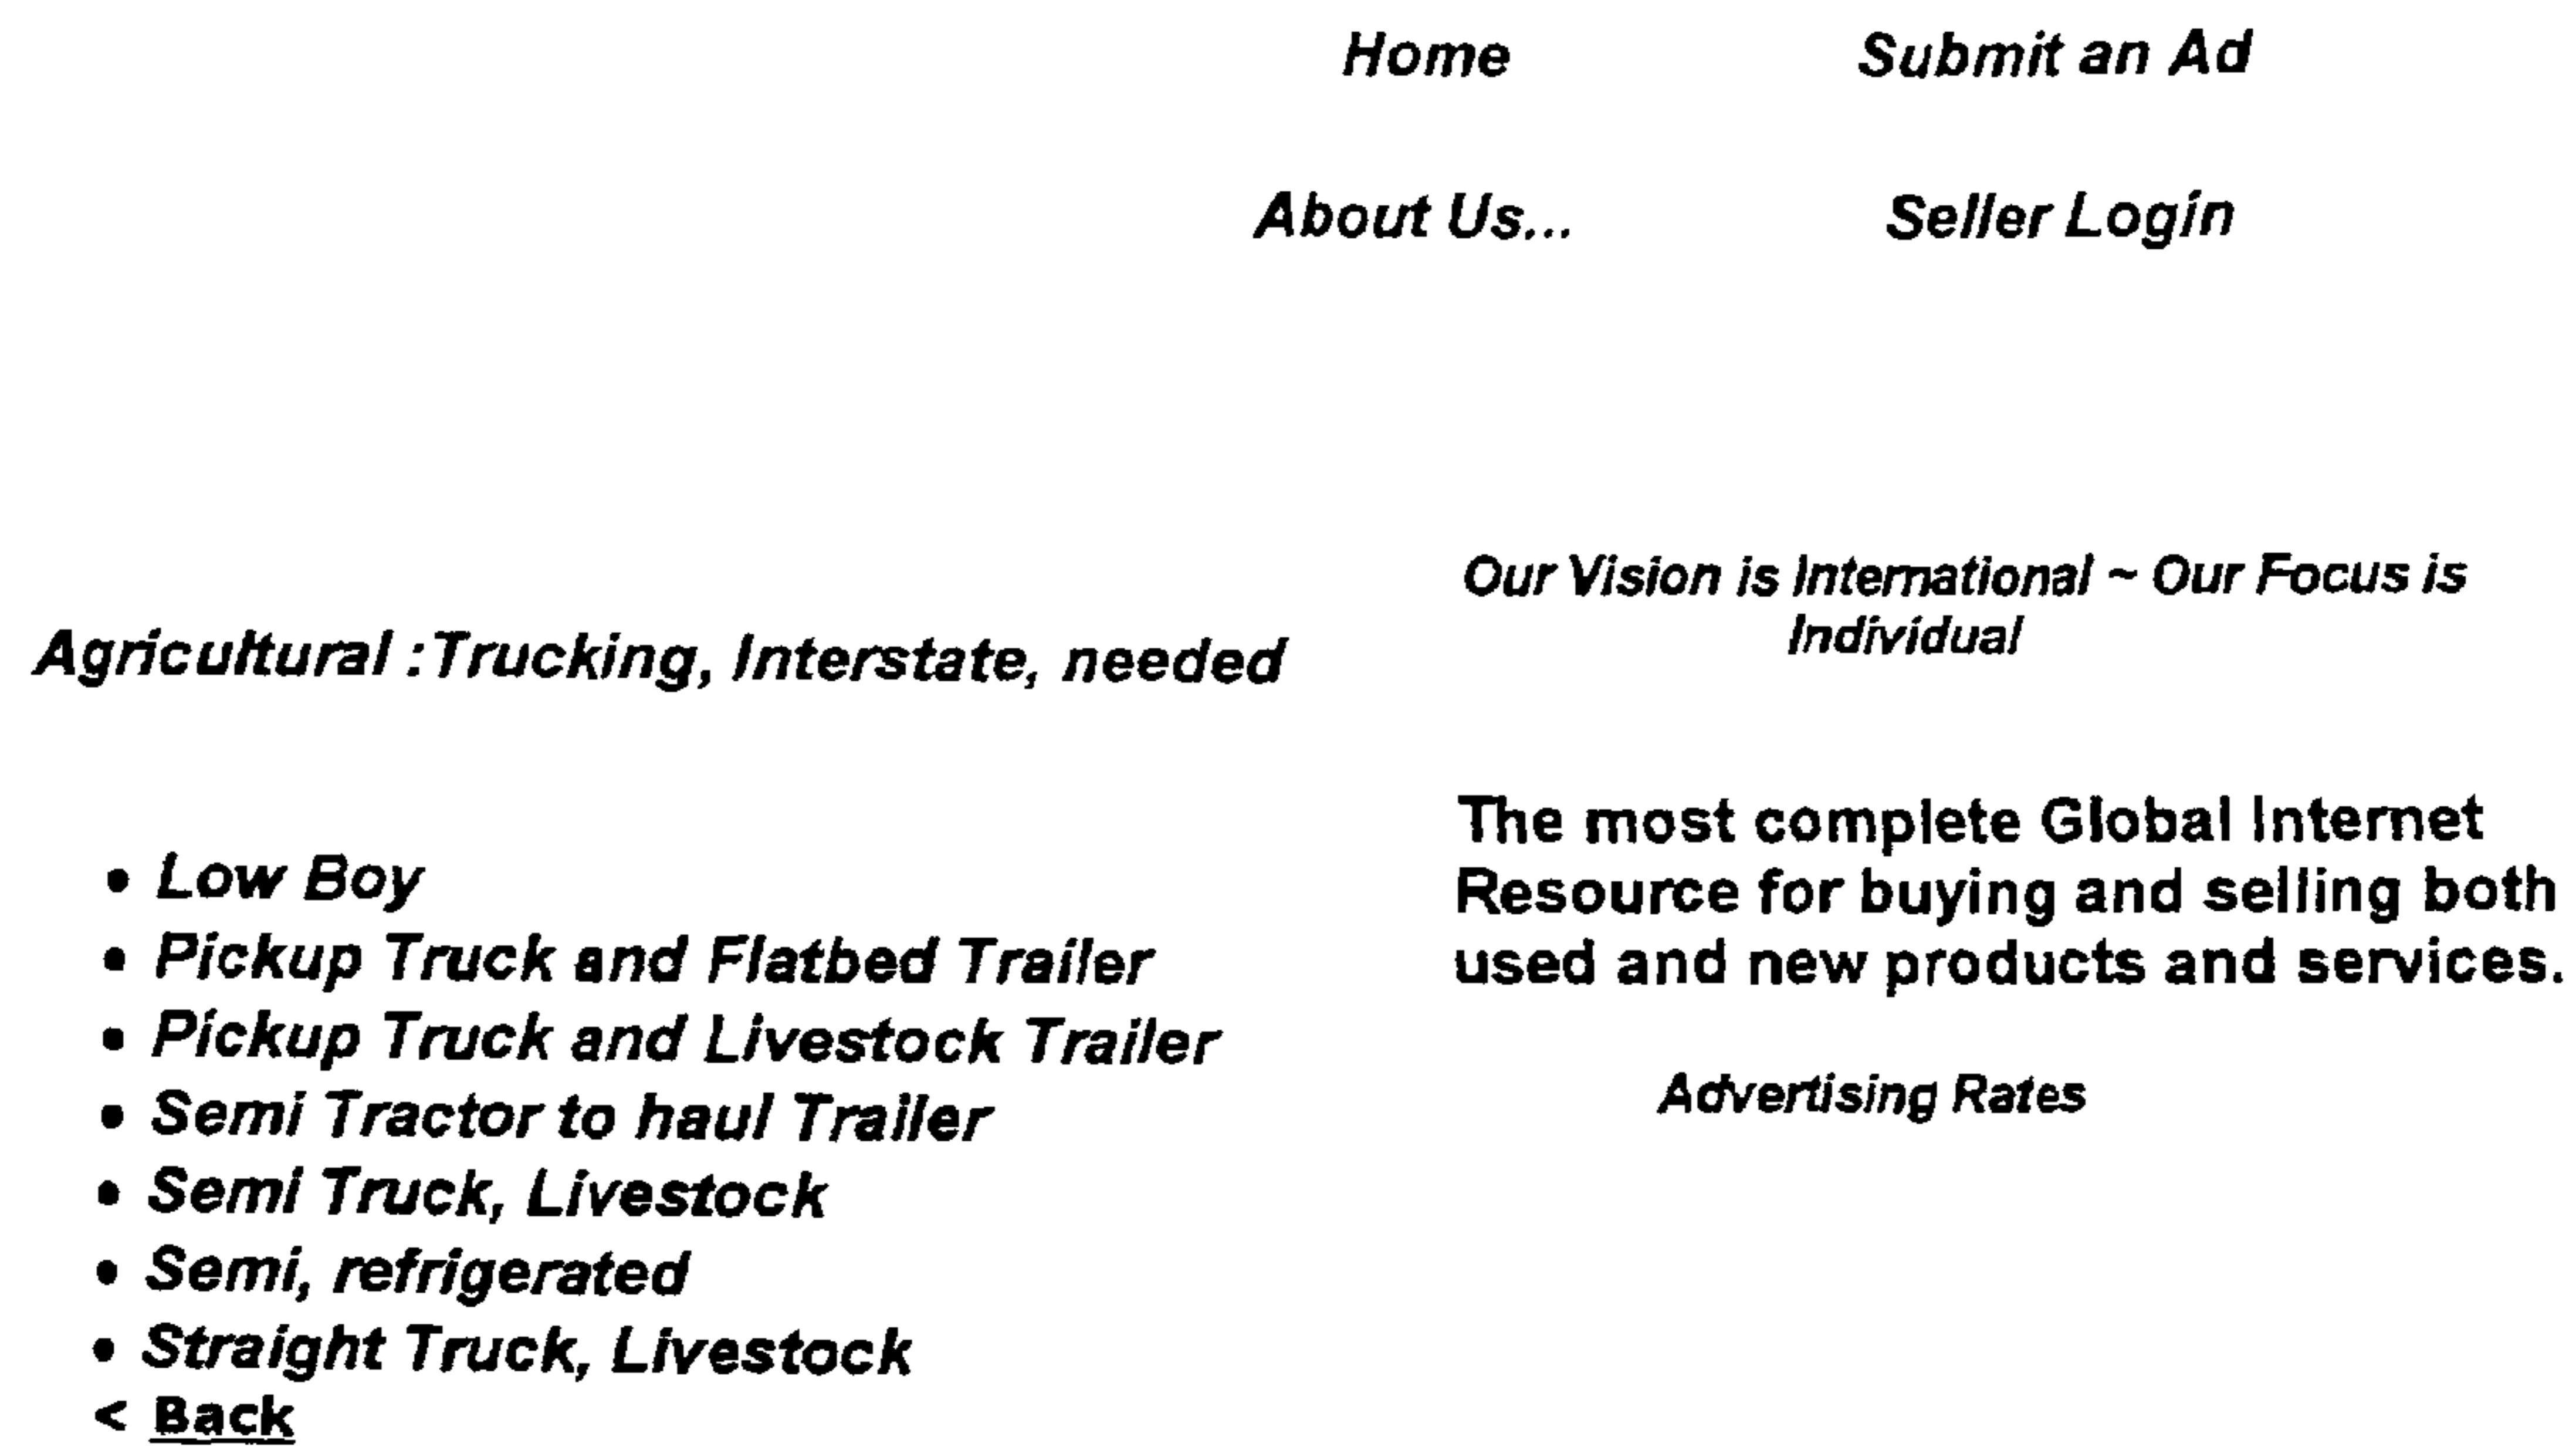 Home Submit an Ad
About Us... Seller Login
Our Vision is International ~ Our Focus is
Individual
Agricultural :Trucking, Interstate, needed
The most complete Global Internet
Resource for buying and selling both
used and new products and services.
Advertising Rates
• Low Boy
• Pickup Truck and Flatbed Trailer
• Pickup Truck and Livestock Trailer
• Semi Tractor to haul Trailer
• Semi Truck, Livestock
• Semi, refrigerated
• Straight Truck, Livestock
< Back